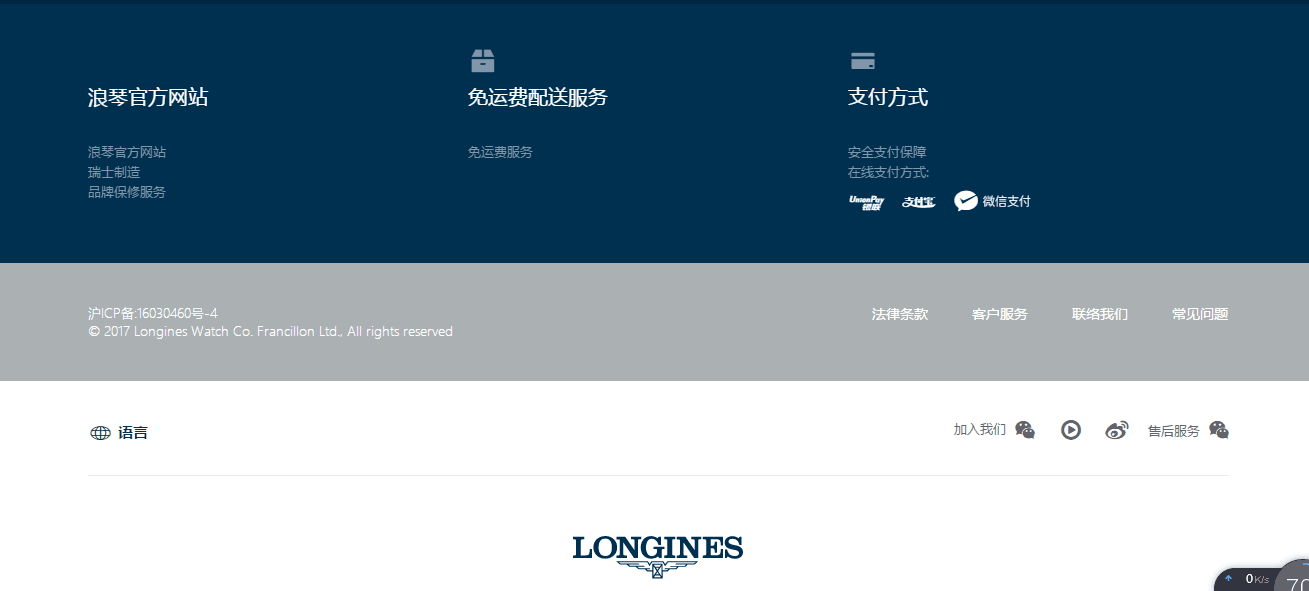 浪琴官方网站
免运费配送服务
支付方式
浪琴官方网站
瑞士制造
品牌保修服务
免运费服务
安全支付保障
在线支付方式:
UnionPay
银联
支付宝
微信支付
沪ICP备:16030460号-4
© 2017 Longines Watch Co. Francillon Ltd., All rights reserved
法律条款
客户服务
联络我们
常见问题
语言
加入我们
售后服务
LONGINES
0K/s